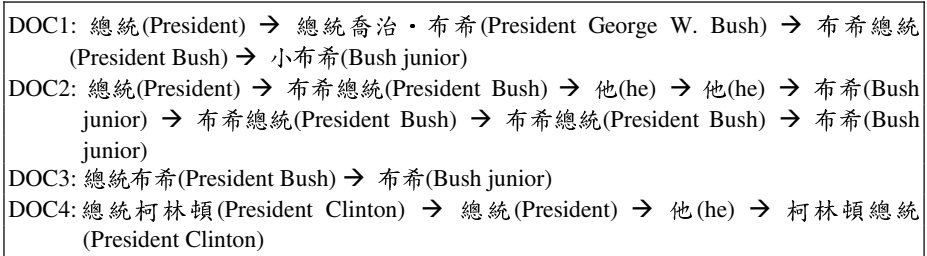 DOC1: 總統(President) → 總統喬治·布希(President George W. Bush) → 布希總統
(President Bush) → 小布希(Bush junior)
DOC2: 總統(President) → 布希總統(President Bush) → 他(he) → 他(he) → 布希(Bush
junior) → 布希總統(President Bush) → 布希總統(President Bush) → 布希(Bush
junior)
DOC3: 總統布希(President Bush) → 布希(Bush junior)
DOC4: 總統柯林頓(President Clinton) → 總統(President) → 他(he) → 柯林頓總統
(President Clinton)